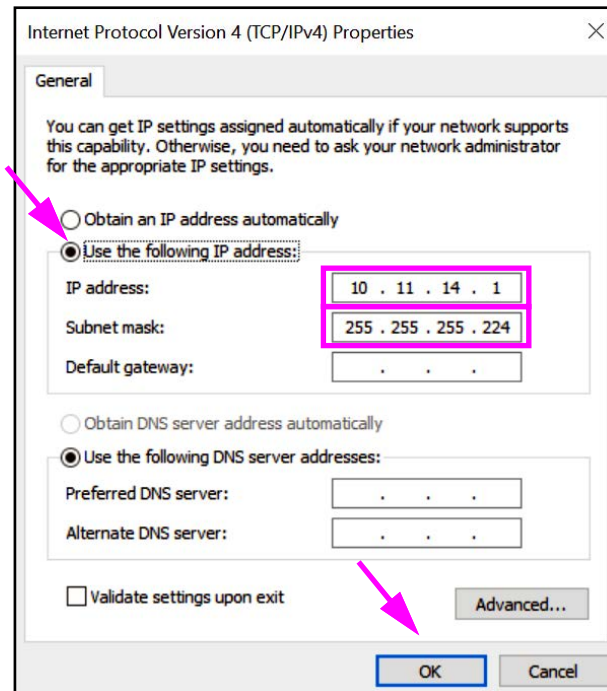 Internet Protocol Version 4 (TCP/IPv4) Properties
General
You can get IP settings assigned automatically if your network supports
this capability. Otherwise, you need to ask your network administrator
for the appropriate IP settings.
Obtain an IP address automatically
Use the following IP address:
IP address: 10 . 11 . 14 . 1
Subnet mask: 255 . 255 . 255 . 224
Default gateway: . . .
Obtain DNS server address automatically
Use the following DNS server addresses:
Preferred DNS server: . . .
Alternate DNS server: . . .
Validate settings upon exit
Advanced...
OK Cancel